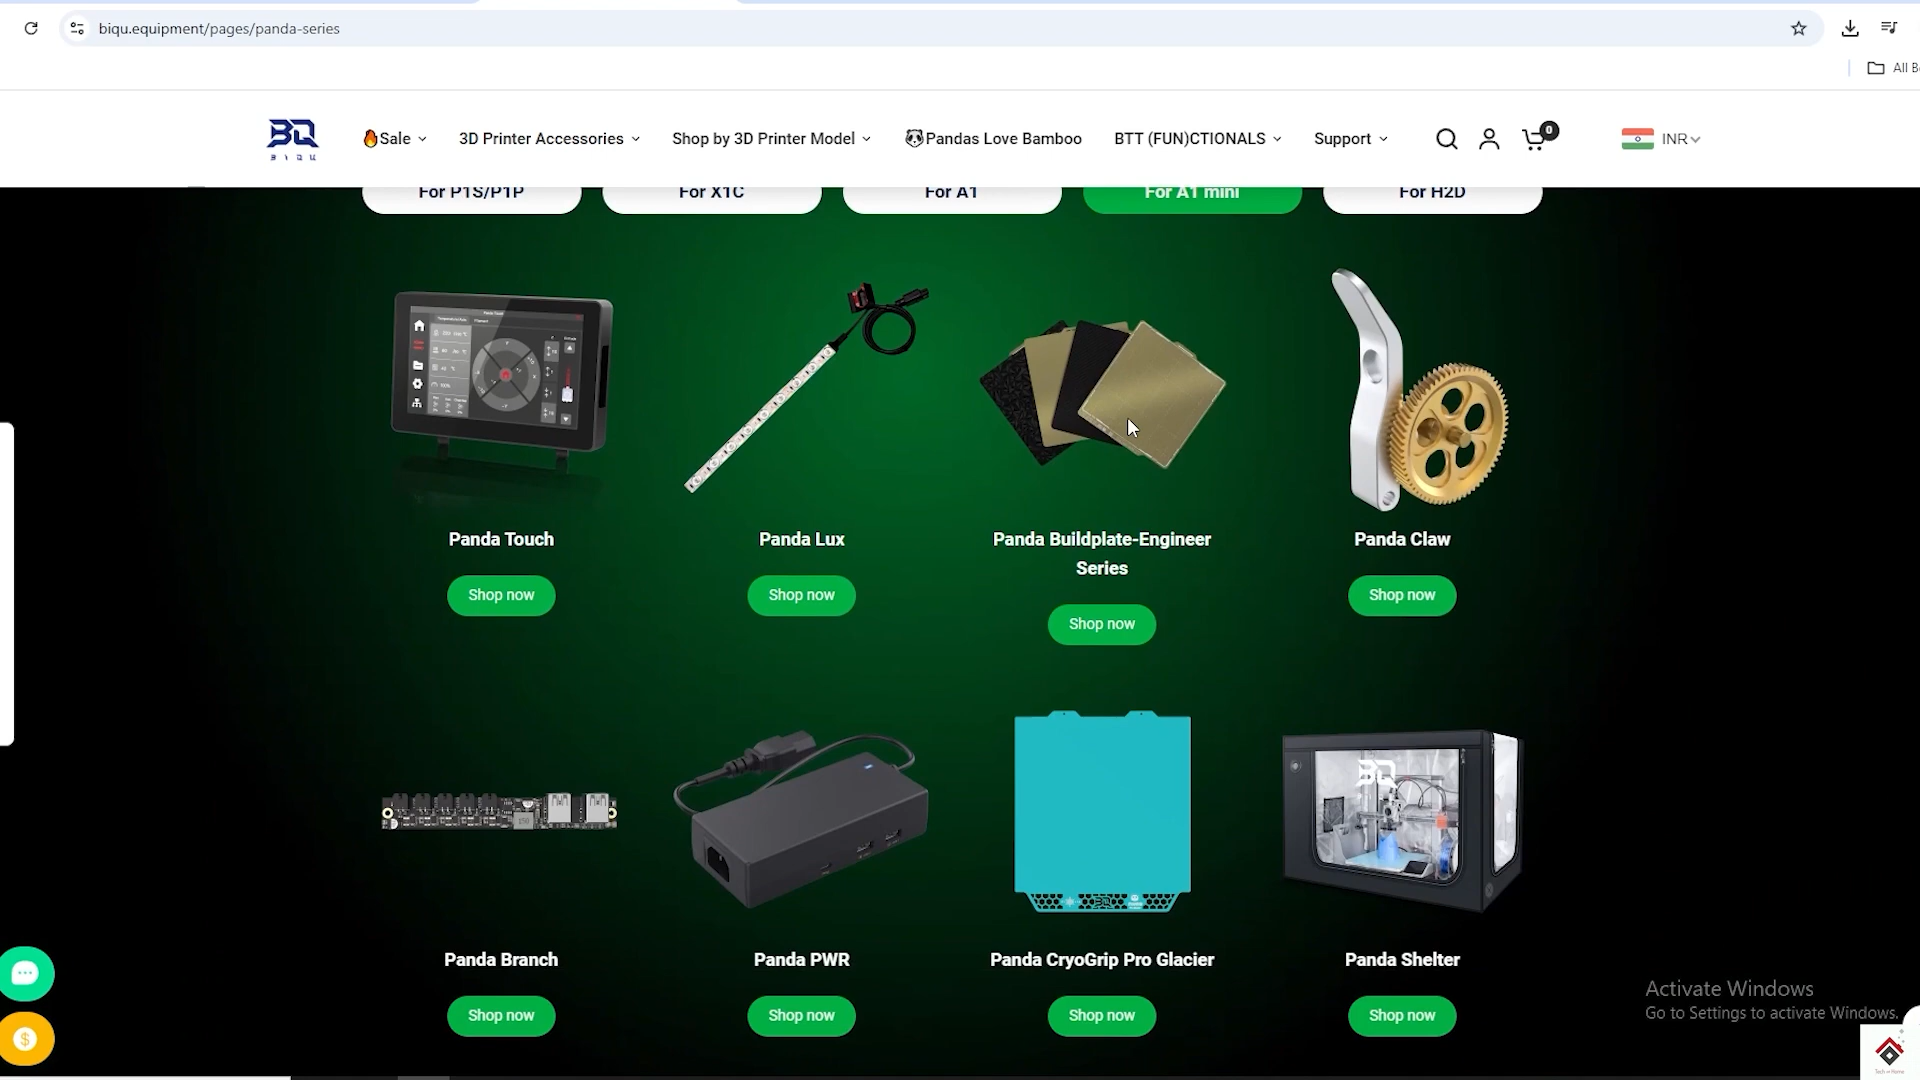 biqu.equipment/pages/panda-series
All B
BIQU
Sale
3D Printer Accessories
Shop by 3D Printer Model
Pandas Love Bamboo
BTT (FUN)CTIONALS
Support
0
INR
For P1S/P1P
For X1C
For A1
For A1 mini
For H2D
Panda Touch
Panda Lux
Panda Buildplate-Engineer
Series
Panda Claw
Shop now
Shop now
Shop now
Shop now
Panda Branch
Panda PWR
Panda CryoGrip Pro Glacier
Panda Shelter
Shop now
Shop now
Shop now
Shop now
Activate Windows
Go to Settings to activate Windows.